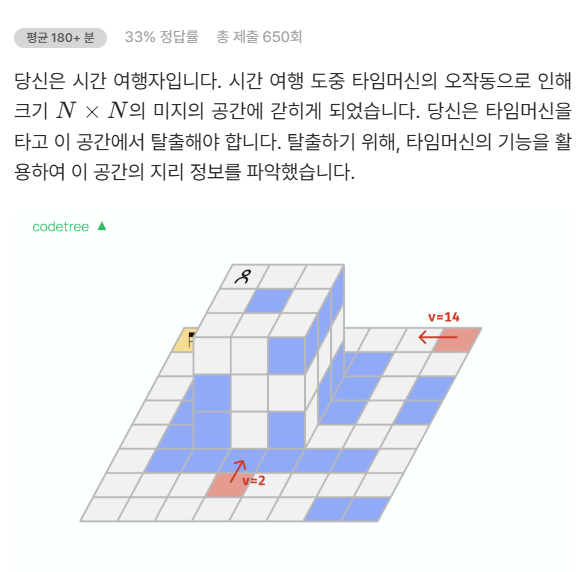 평균 180+ 분 33% 정답률 총 제출 650회
당신은 시간 여행자입니다. 시간 여행 도중 타임머신의 오작동으로 인해
크기 N × N의 미지의 공간에 갇히게 되었습니다. 당신은 타임머신을
타고 이 공간에서 탈출해야 합니다. 탈출하기 위해, 타임머신의 기능을 활
용하여 이 공간의 지리 정보를 파악했습니다.
codetree
v=14
v=2